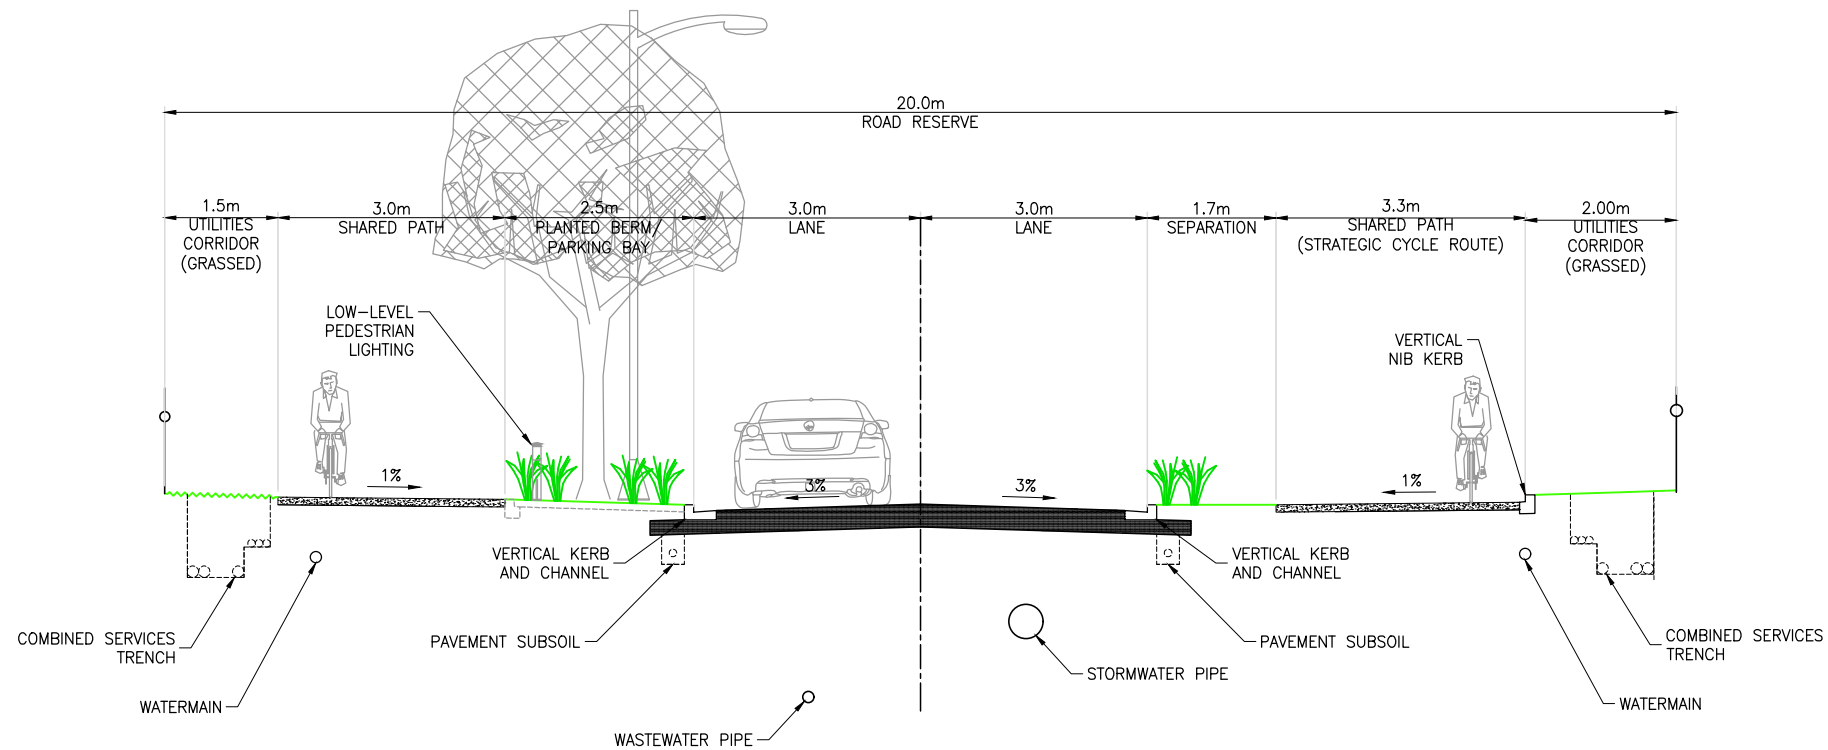 20.0m
ROAD RESERVE
1.5m
UTILITIES
CORRIDOR
(GRASSED)
3.0m
SHARED PATH
2.5m
PLANTED BERM/
PARKING BAY
3.0m
LANE
3.0m
LANE
1.7m
SEPARATION
3.3m
SHARED PATH
(STRATEGIC CYCLE ROUTE)
2.00m
UTILITIES
CORRIDOR
(GRASSED)
LOW-LEVEL
PEDESTRIAN
LIGHTING
VERTICAL
NIB KERB
1%
3%
3%
1%
VERTICAL KERB
AND CHANNEL
VERTICAL KERB
AND CHANNEL
COMBINED SERVICES
TRENCH
PAVEMENT SUBSOIL
PAVEMENT SUBSOIL
COMBINED SERVICES
TRENCH
STORMWATER PIPE
WATERMAIN
WATERMAIN
WASTEWATER PIPE